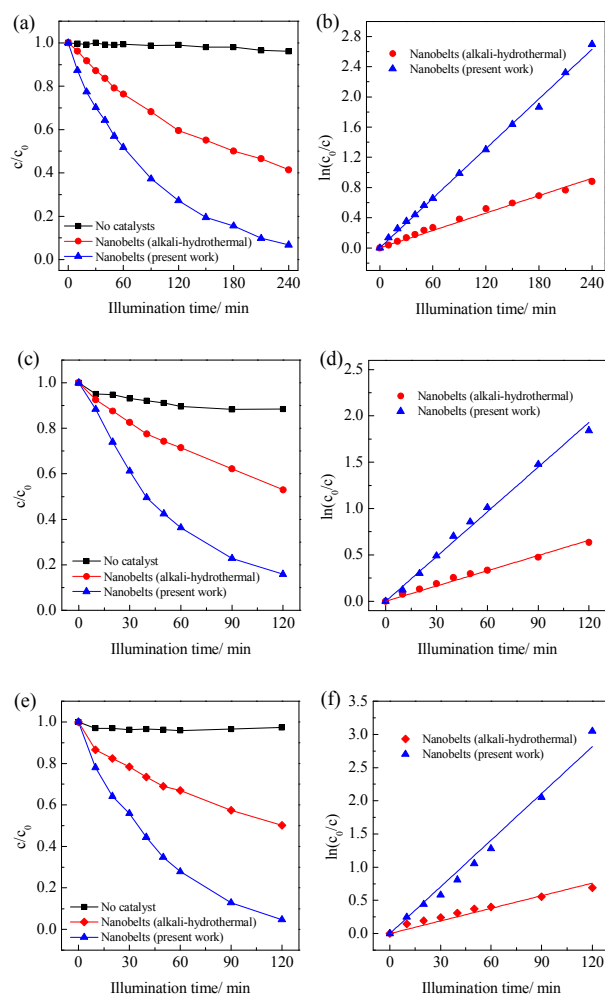 (a)
c/c0
1.0
0.8
0.6
0.4
0.2
0.0
No catalysts
Nanobelts (alkali-hydrothermal)
Nanobelts (present work)
0 60 120 180 240
Illumination time/ min
(b)
ln(c0/c)
2.8
2.4
2.0
1.6
1.2
0.8
0.4
0.0
Nanobelts (alkali-hydrothermal)
Nanobelts (present work)
0 60 120 180 240
Illumination time/ min
(c)
c/c0
1.0
0.8
0.6
0.4
0.2
0.0
No catalyst
Nanobelts (alkali-hydrothermal)
Nanobelts (present work)
0 30 60 90 120
Illumination time/ min
(d)
ln(c0/c)
2.5
2.0
1.5
1.0
0.5
0.0
Nanobelts (alkali-hydrothermal)
Nanobelts (present work)
0 30 60 90 120
Illumination time/ min
(e)
c/c0
1.0
0.8
0.6
0.4
0.2
0.0
No catalyst
Nanobelts (alkali-hydrothermal)
Nanobelts (present work)
0 30 60 90 120
Illumination time/ min
(f)
ln(c0/c)
3.5
3.0
2.5
2.0
1.5
1.0
0.5
0.0
Nanobelts (alkali-hydrothermal)
Nanobelts (present work)
0 30 60 90 120
Illumination time/ min